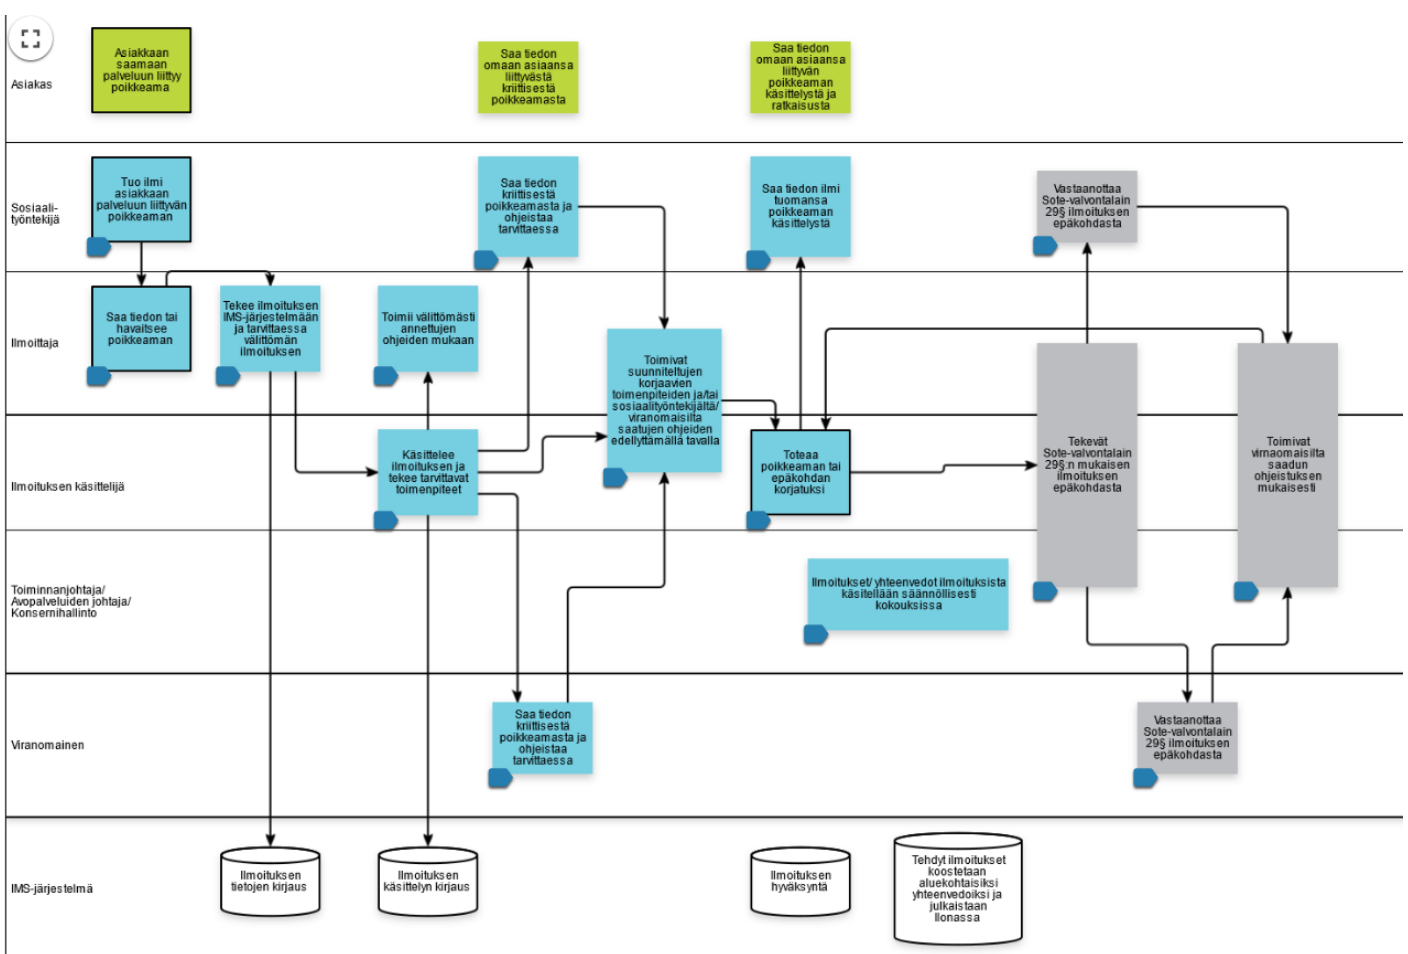 Asiakas
Asiakkaan
saamaan
palveluun liittyy
poikkeama
Saa tiedon
omaan asiaansa
liittyvästä
kriittisestä
poikkeamasta
Saa tiedon
omaan asiaansa
liittyvän
poikkeaman
käsittelystä ja
ratkaisusta
Sosiaali-
työntekijä
Tuo ilmi
asiakkaan
palveluun liittyvän
poikkeaman
Saa tiedon
kriittisestä
poikkeamasta ja
ohjeistaa
tarvittaessa
Saa tiedon ilmi
tuomansa
poikkeaman
käsittelystä
Vastaanottaa
Sote-valvontalain
29§ ilmoituksen
epäkohdasta
Ilmoittaja
Saa tiedon tai
havaitsee
poikkeaman
Tekee ilmoituksen
IMS-järjestelmään
ja tarvittaessa
välittömän
ilmoituksen
Toimii välittömästi
annettujen
ohjeiden mukaan
Toimivat
suunniteltujen
korjaavien
toimenpiteiden ja/tai
sosiaalityöntekijältä/
viranomaisilta
saatujen ohjeiden
edellyttämällä tavalla
Ilmoituksen käsittelijä
Käsittelee
ilmoituksen ja
tekee tarvittavat
toimenpiteet
Toteaa
poikkeaman tai
epäkohdan
korjatuksi
Tekevät
Sote-valvontalain
29§:n mukaisen
ilmoituksen
epäkohdasta
Toimivat
virnaomaisilta
saadun
ohjeistuksen
mukaisesti
Toiminnanjohtaja/
Avopalveluiden johtaja/
Konsernihallinto
Ilmoitukset/ yhteenvedot ilmoituksista
käsitellään säännöllisesti
kokouksissa
Viranomainen
Saa tiedon
kriittisestä
poikkeamasta ja
ohjeistaa
tarvittaessa
Vastaanottaa
Sote-valvontalain
29§ ilmoituksen
epäkohdasta
IMS-järjestelmä
Ilmoituksen
tietojen kirjaus
Ilmoituksen
käsittelyn kirjaus
Ilmoituksen
hyväksyntä
Tehdyt ilmoitukset
koostetaan
aluekohtaisiksi
yhteenvedoiksi ja
julkaistaan
Ilonassa